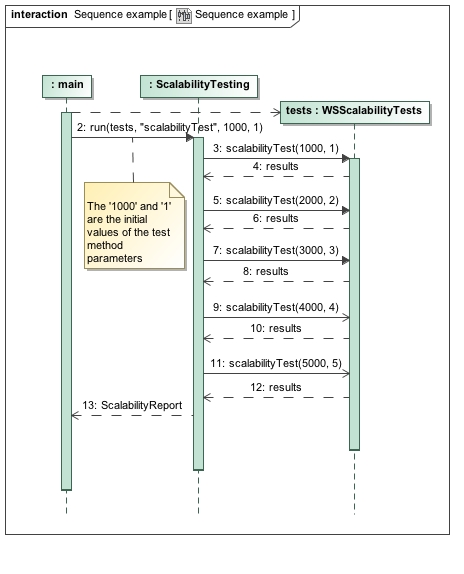 interaction Sequence example [ Sequence example ]
: main
: ScalabilityTesting
tests : WSScalabilityTests
2: run(tests, "scalabilityTest", 1000, 1)
3: scalabilityTest(1000, 1)
4: results
The '1000' and '1'
are the initial
values of the test
method
parameters
5: scalabilityTest(2000, 2)
6: results
7: scalabilityTest(3000, 3)
8: results
9: scalabilityTest(4000, 4)
10: results
11: scalabilityTest(5000, 5)
12: results
13: ScalabilityReport